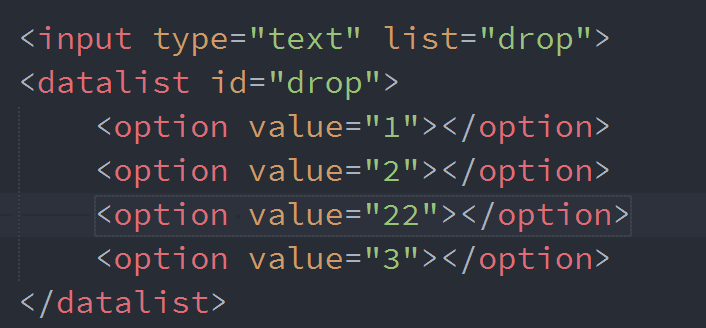 <input type="text" list="drop">
<datalist id="drop">
<option value="1"></option>
<option value="2"></option>
<option value="22"></option>
<option value="3"></option>
</datalist>